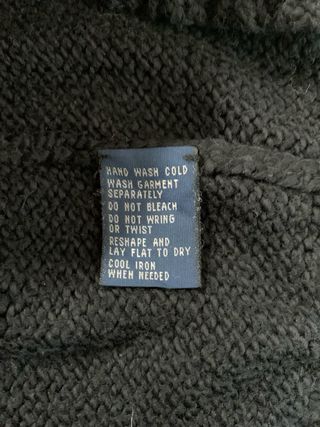 HAND WASH COLD
WASH GARMENT
SEPARATELY
DO NOT BLEACH
DO NOT WRING
OR TWIST
RESHAPE AND
LAY FLAT TO DRY
COOL IRON
WHEN NEEDED